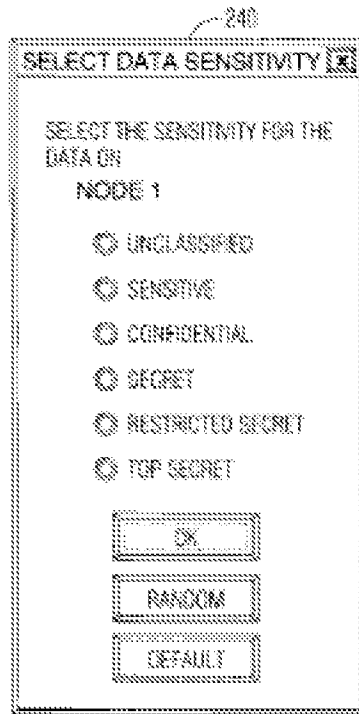 240
SELECT DATA SENSITIVITY x
SELECT THE SENSITIVITY FOR THE
DATA ON
NODE 1
UNCLASSIFIED
SENSITIVE
CONFIDENTIAL
SECRET
RESTRICTED SECRET
TOP SECRET
OK
RANDOM
DEFAULT